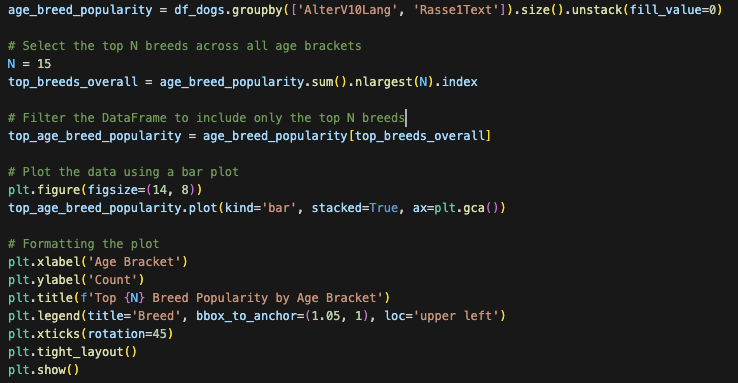 age_breed_popularity = df_dogs.groupby(['AlterV10Lang', 'Rasse1Text']).size().unstack(fill_value=0)
# Select the top N breeds across all age brackets
N = 15
top_breeds_overall = age_breed_popularity.sum().nlargest(N).index
# Filter the DataFrame to include only the top N breeds
top_age_breed_popularity = age_breed_popularity[top_breeds_overall]
# Plot the data using a bar plot
plt.figure(figsize=(14, 8))
top_age_breed_popularity.plot(kind='bar', stacked=True, ax=plt.gca())
# Formatting the plot
plt.xlabel('Age Bracket')
plt.ylabel('Count')
plt.title(f'Top {N} Breed Popularity by Age Bracket')
plt.legend(title='Breed', bbox_to_anchor=(1.05, 1), loc='upper left')
plt.xticks(rotation=45)
plt.tight_layout()
plt.show()